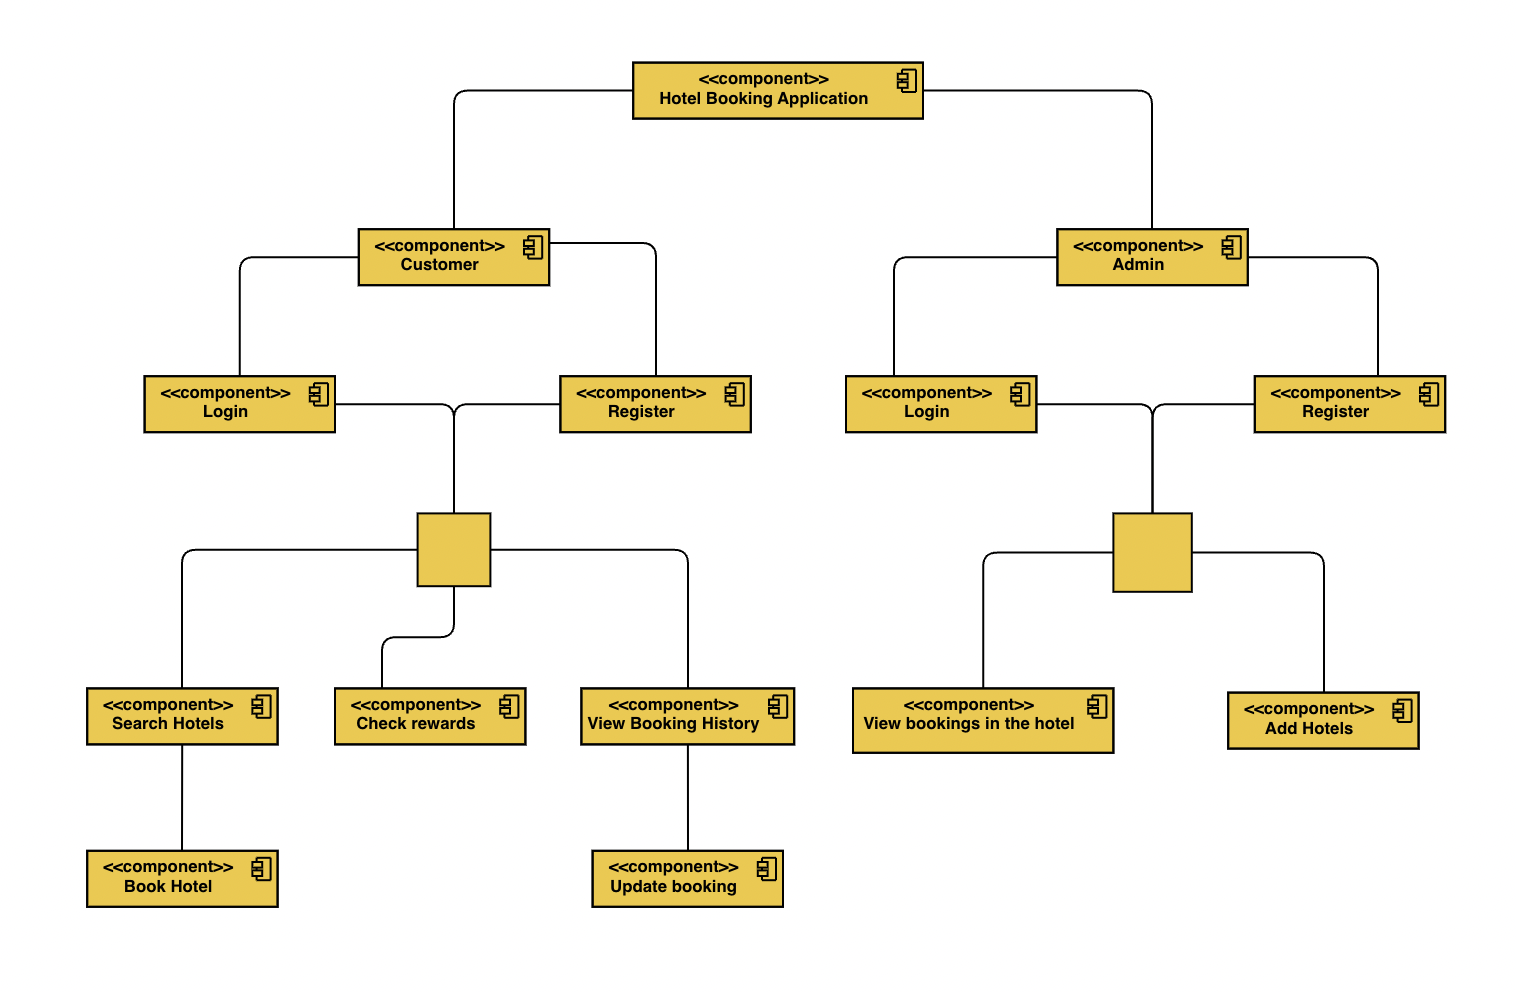 <<component>>
Hotel Booking Application
<<component>>
Customer
<<component>>
Admin
<<component>>
Login
<<component>>
Register
<<component>>
Login
<<component>>
Register
<<component>>
Search Hotels
<<component>>
Check rewards
<<component>>
View Booking History
<<component>>
View bookings in the hotel
<<component>>
Add Hotels
<<component>>
Book Hotel
<<component>>
Update booking